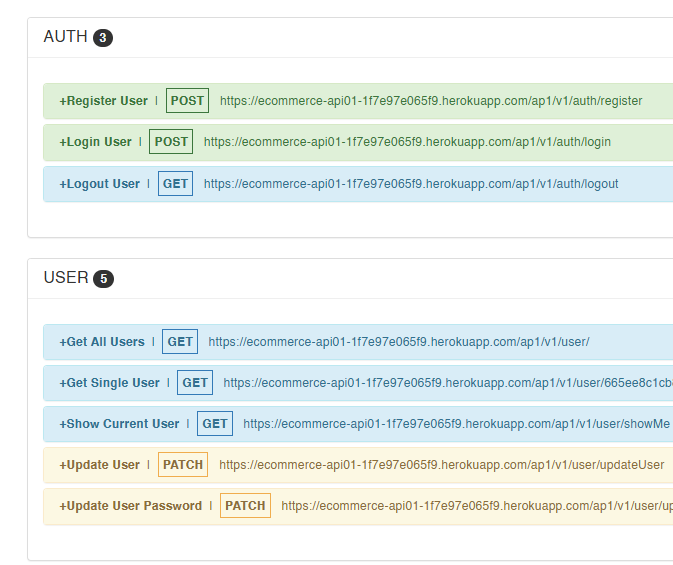 AUTH 3
+Register User | POST https://ecommerce-api01-1f7e97e065f9.herokuapp.com/ap1/v1/auth/register
+Login User | POST https://ecommerce-api01-1f7e97e065f9.herokuapp.com/ap1/v1/auth/login
+Logout User | GET https://ecommerce-api01-1f7e97e065f9.herokuapp.com/ap1/v1/auth/logout
USER 5
+Get All Users | GET https://ecommerce-api01-1f7e97e065f9.herokuapp.com/ap1/v1/user/
+Get Single User | GET https://ecommerce-api01-1f7e97e065f9.herokuapp.com/ap1/v1/user/665ee8c1cb
+Show Current User | GET https://ecommerce-api01-1f7e97e065f9.herokuapp.com/ap1/v1/user/showMe
+Update User | PATCH https://ecommerce-api01-1f7e97e065f9.herokuapp.com/ap1/v1/user/updateUser
+Update User Password | PATCH https://ecommerce-api01-1f7e97e065f9.herokuapp.com/ap1/v1/user/up